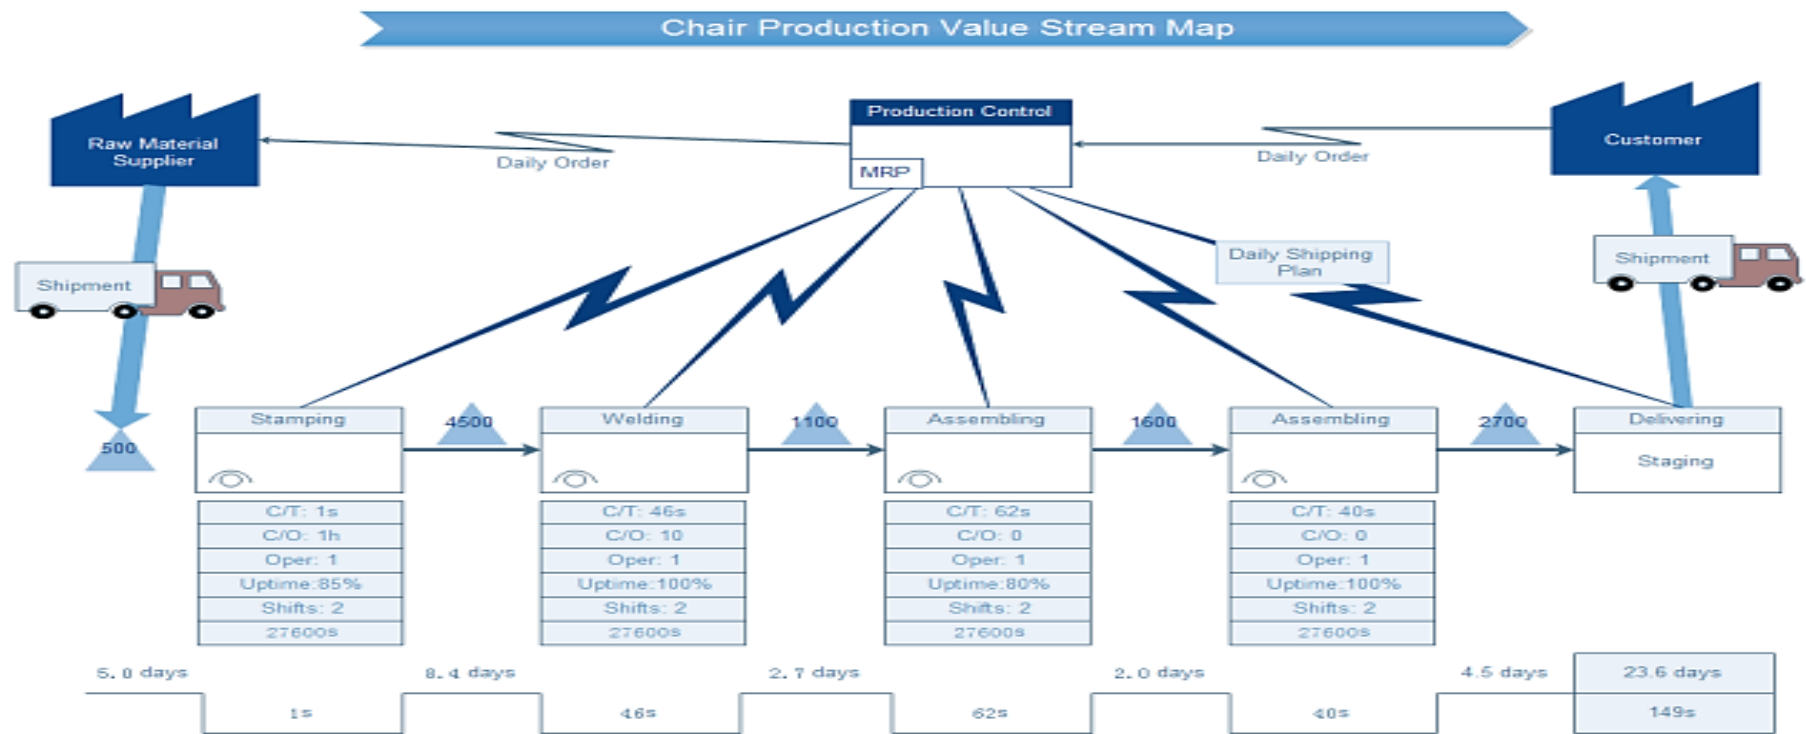 Chair Production Value Stream Map
Production Control
MRP
Raw Material
Supplier
Daily Order
Daily Order
Customer
Shipment
Daily Shipping
Plan
Shipment
500
Stamping
4500
Welding
1100
Assembling
1600
Assembling
2700
Delivering
Staging
C/T: 1s
C/O: 1h
Oper: 1
Uptime:85%
Shifts: 2
27600s
C/T: 46s
C/O: 10
Oper: 1
Uptime:100%
Shifts: 2
27600s
C/T: 62s
C/O: 0
Oper: 1
Uptime:80%
Shifts: 2
27600s
C/T: 40s
C/O: 0
Oper: 1
Uptime:100%
Shifts: 2
27600s
5.0 days
8.4 days
2.7 days
2.0 days
4.5 days
23.6 days
1s
46s
62s
40s
149s